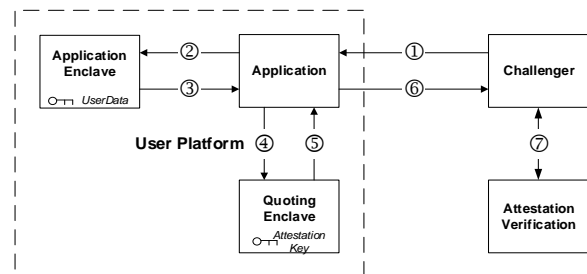 ② ①
Application
Enclave
UserData
Application
Challenger
③ ⑥
User Platform
④ ⑤ ⑦
Quoting
Enclave
Attestation
Key
Attestation
Verification